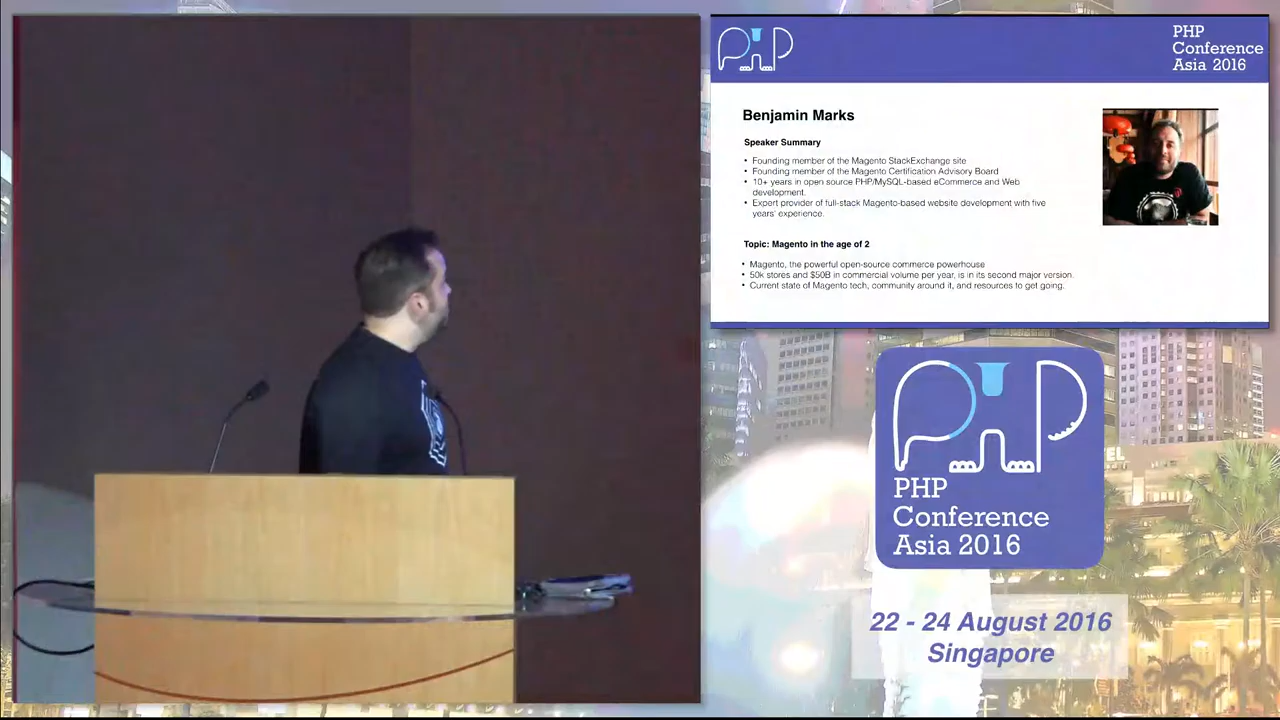 PHP
Conference
Asia 2016
Benjamin Marks
Speaker Summary
• Founding member of the Magento StackExchange site
• Founding member of the Magento Certification Advisory Board
• 10+ years in open source PHP/MySQL-based eCommerce and Web
development.
• Expert provider of full-stack Magento-based website development with five
years' experience.
Topic: Magento in the age of 2
• Magento, the powerful open-source commerce powerhouse
• 50k stores and $50B in commercial volume per year, is in its second major version.
• Current state of Magento tech, community around it, and resources to get going.
PHP
Conference
Asia 2016
22 - 24 August 2016
Singapore